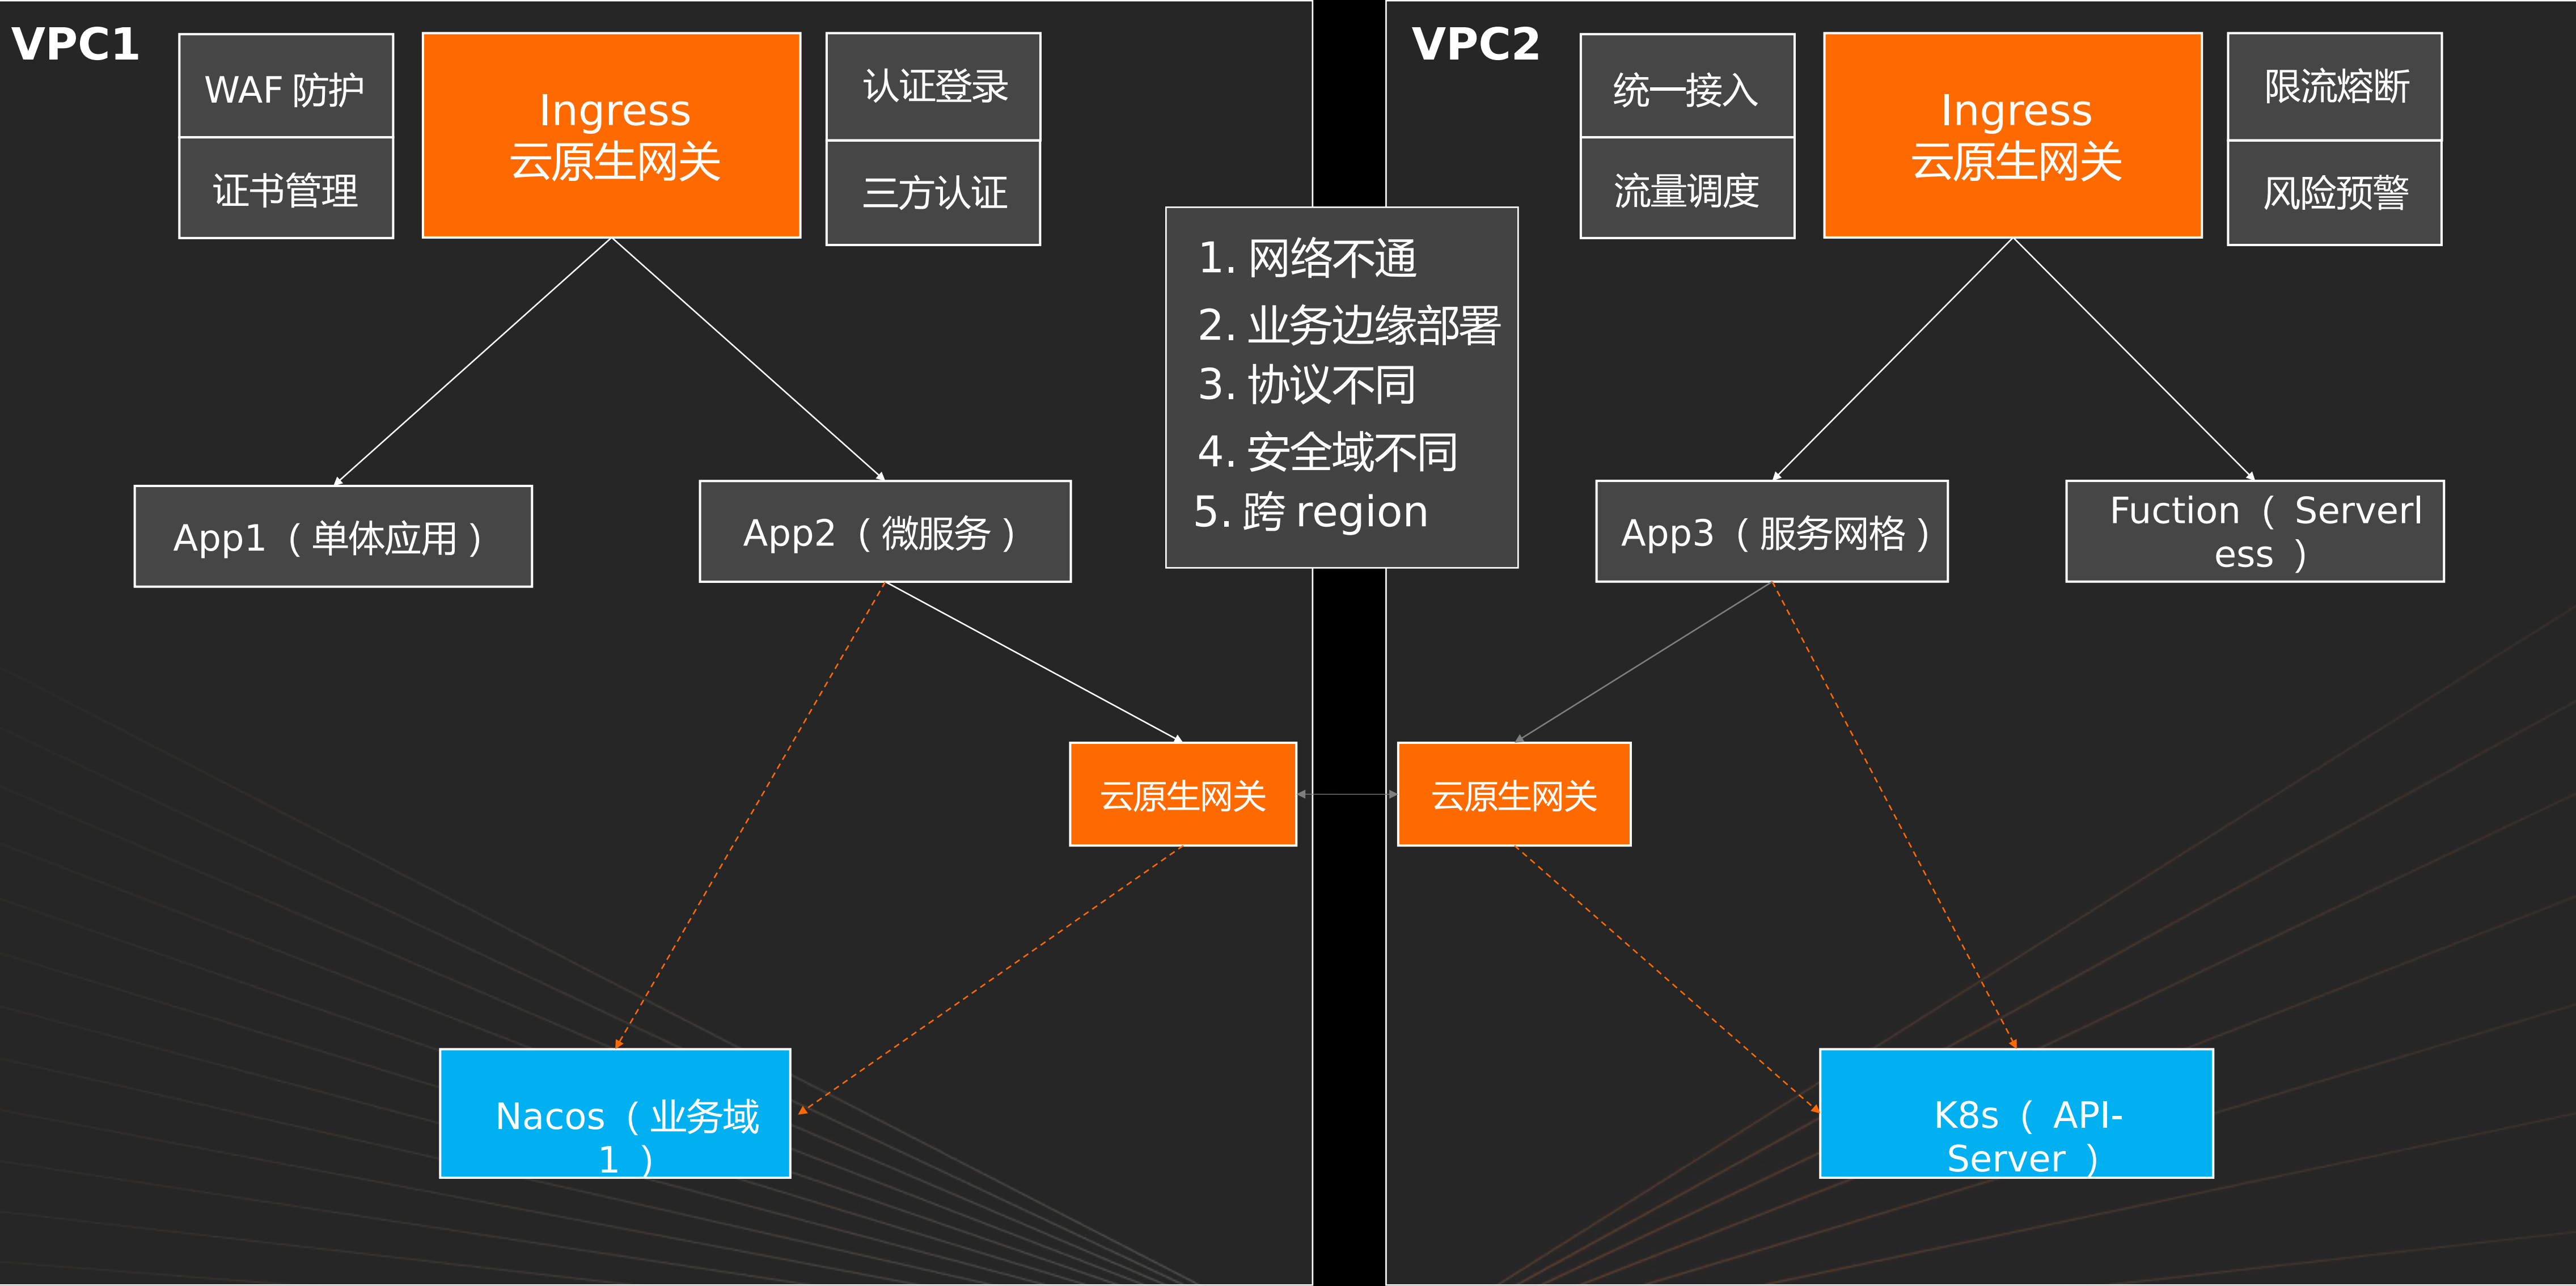 VPC1
WAF 防护
证书管理
Ingress
云原生网关
认证登录
三方认证
App1（单体应用）
App2（微服务）
云原生网关
Nacos（业务域
1 ）
1. 网络不通
2. 业务边缘部署
3. 协议不同
4. 安全域不同
5. 跨 region
VPC2
统一接入
流量调度
Ingress
云原生网关
限流熔断
风险预警
App3（服务网格）
Fuction（ Serverl
ess ）
云原生网关
K8s（ API-
Server ）